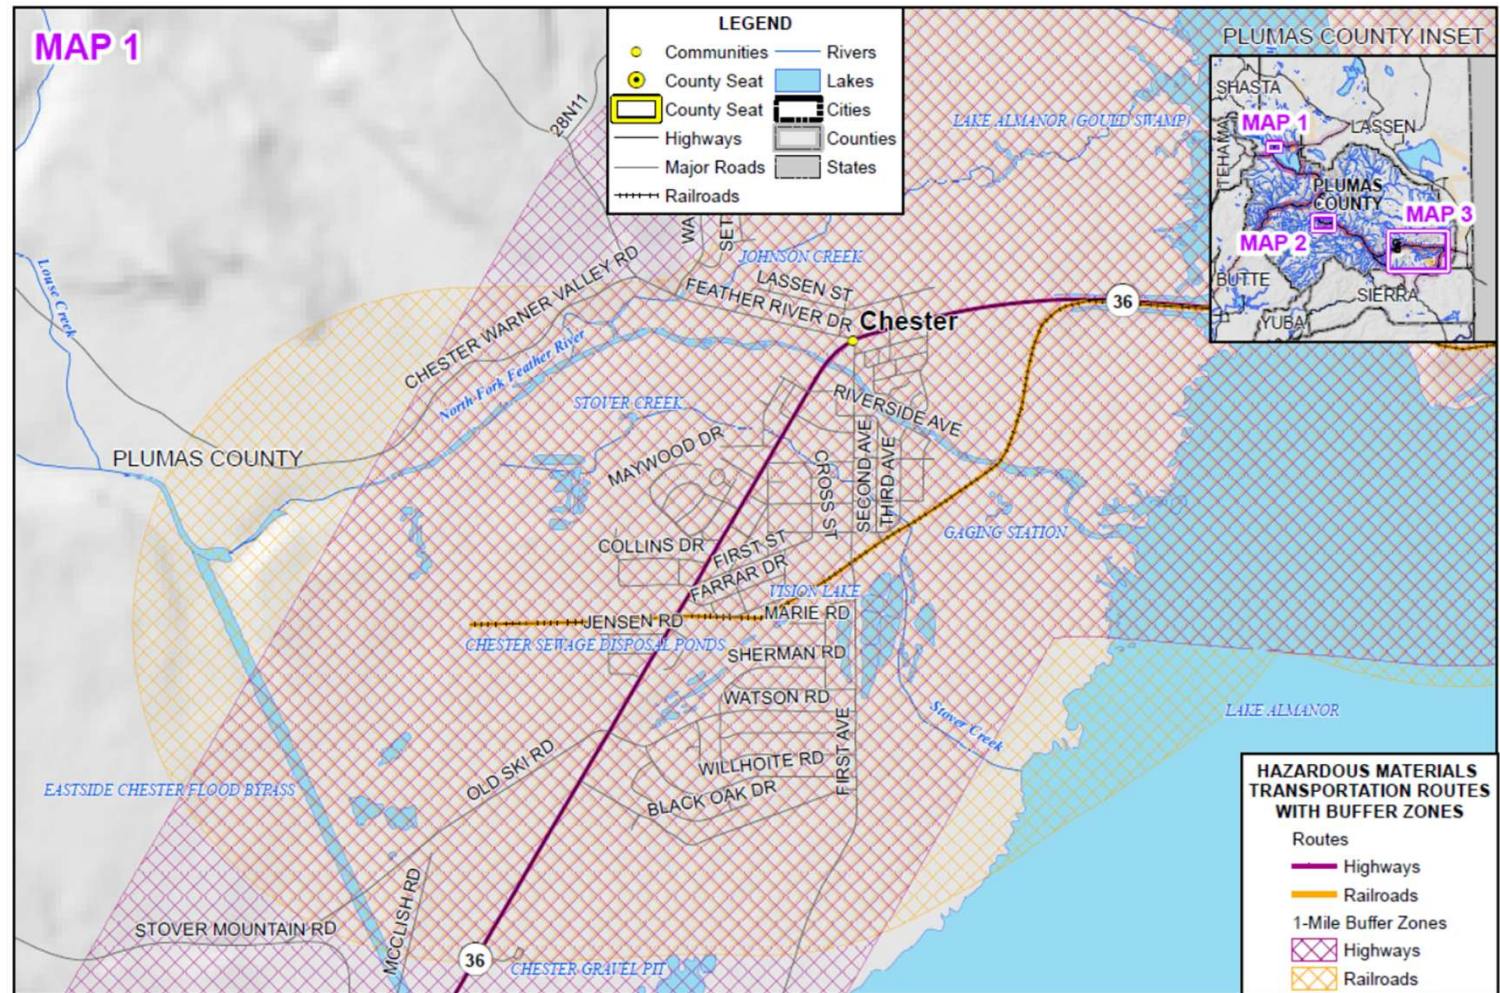 MAP 1
LEGEND
Communities
Rivers
County Seat
Lakes
County Seat
Cities
Highways
Counties
Major Roads
States
Railroads
PLUMAS COUNTY INSET
SHASTA
MAP 1
LASSEN
TEHAMA
PLUMAS
COUNTY
MAP 3
MAP 2
BUTTE
SIERRA
YUBA
28N11
LAKE ALMANOR (GOULD SWAMP)
WA
SET
JOHNSON CREEK
LASSEN ST
FEATHER RIVER DR
CHESTER WARNER VALLEY RD
Louse Creek
36
Chester
North Fork Feather River
STOVER CREEK
RIVERSIDE AVE
MAYWOOD DR
PLUMAS COUNTY
CROSS ST
SECOND AVE
THIRD AVE
GAGING STATION
COLLINS DR
FIRST ST
FARRAR DR
VISION LAKE
JENSEN RD
MARIE RD
CHESTER SEWAGE DISPOSAL PONDS
SHERMAN RD
WATSON RD
Stover Creek
LAKE ALMANOR
FIRST AVE
OLD SKI RD
WILLHOITE RD
BLACK OAK DR
EASTSIDE CHESTER FLOOD BYPASS
STOVER MOUNTAIN RD
MCCLISH RD
36
CHESTER GRAVEL PIT
HAZARDOUS MATERIALS
TRANSPORTATION ROUTES
WITH BUFFER ZONES
Routes
Highways
Railroads
1-Mile Buffer Zones
Highways
Railroads